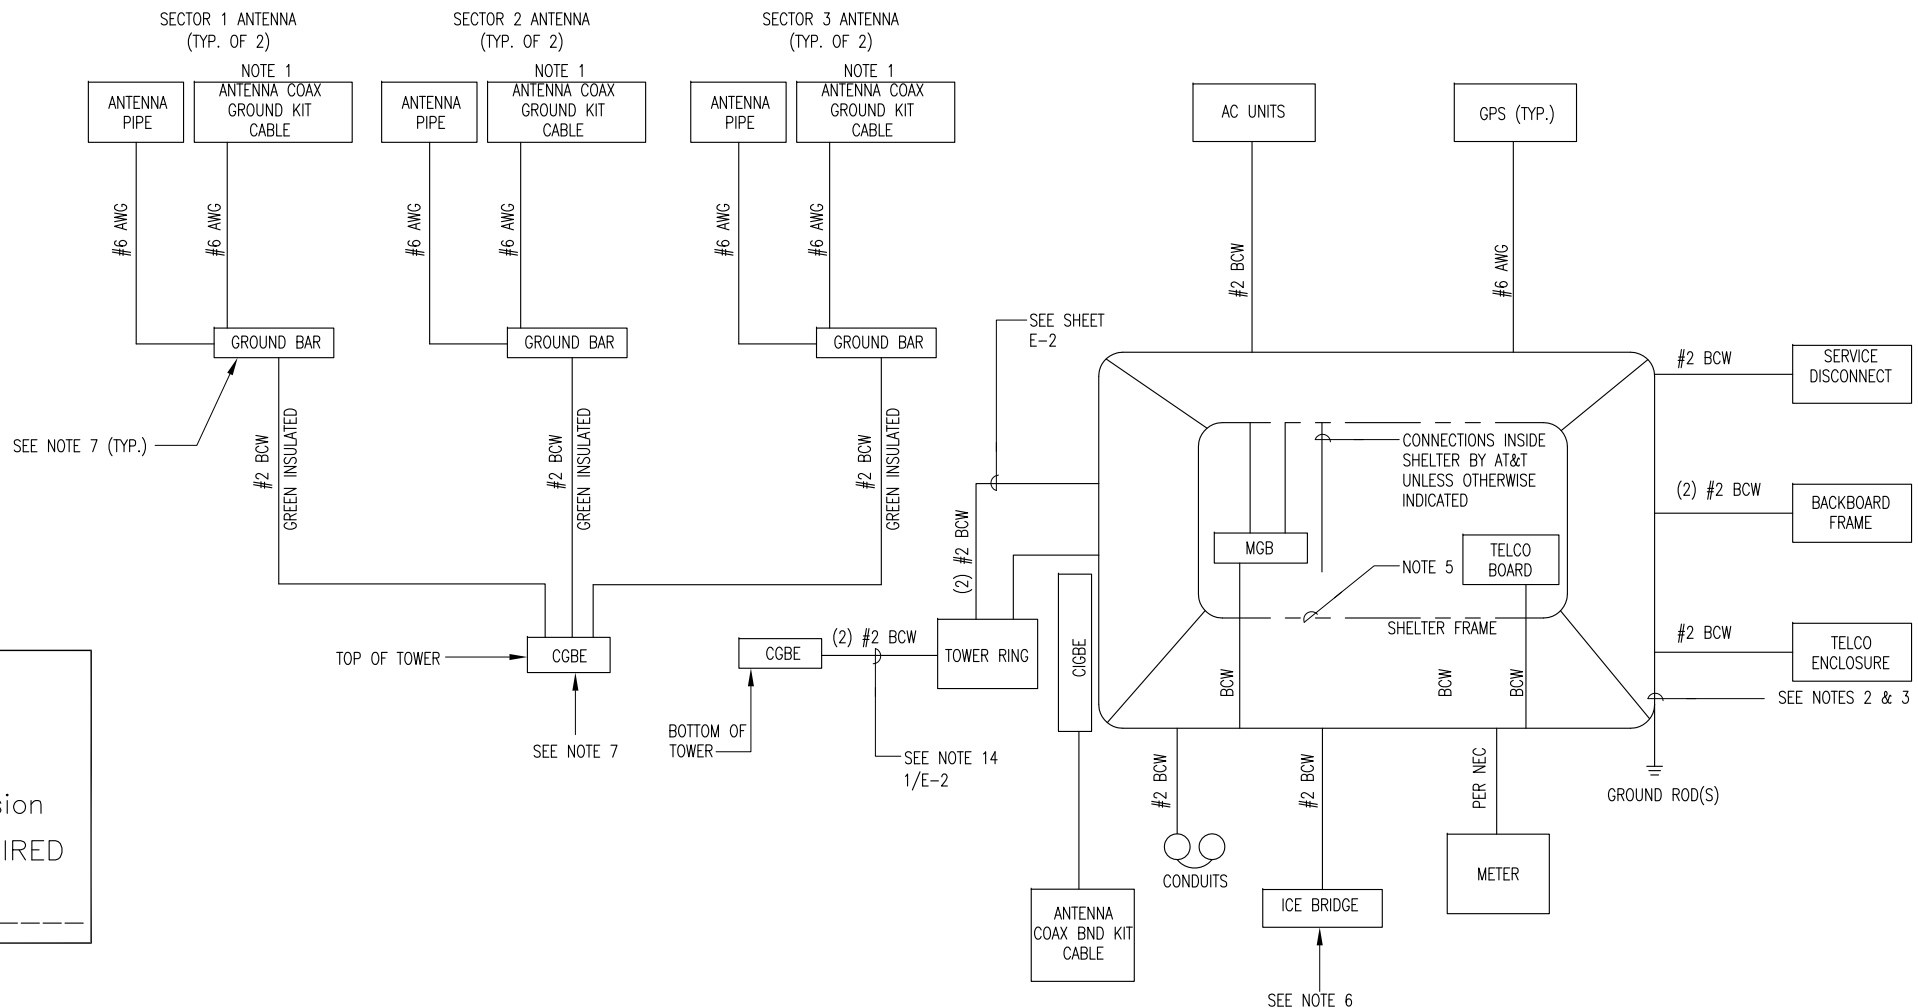 SECTOR 1 ANTENNA
(TYP. OF 2)
SECTOR 2 ANTENNA
(TYP. OF 2)
SECTOR 3 ANTENNA
(TYP. OF 2)
ANTENNA
PIPE
NOTE 1
ANTENNA COAX
GROUND KIT
CABLE
ANTENNA
PIPE
NOTE 1
ANTENNA COAX
GROUND KIT
CABLE
ANTENNA
PIPE
NOTE 1
ANTENNA COAX
GROUND KIT
CABLE
AC UNITS
GPS (TYP.)
#6 AWG
#6 AWG
#6 AWG
#6 AWG
#6 AWG
#6 AWG
#2 BCW
#6 AWG
GROUND BAR
GROUND BAR
GROUND BAR
SEE SHEET
E-2
#2 BCW
SERVICE
DISCONNECT
SEE NOTE 7 (TYP.)
#2 BCW
GREEN INSULATED
#2 BCW
GREEN INSULATED
#2 BCW
GREEN INSULATED
(2) #2 BCW
CONNECTIONS INSIDE
SHELTER BY AT&T
UNLESS OTHERWISE
INDICATED
MGB
TELCO
BOARD
NOTE 5
SHELTER FRAME
(2) #2 BCW
BACKBOARD
FRAME
#2 BCW
TELCO
ENCLOSURE
SEE NOTES 2 & 3
TOP OF TOWER
CGBE
SEE NOTE 7
CGBE
(2) #2 BCW
TOWER RING
CIGBE
BOTTOM OF
TOWER
SEE NOTE 14
1/E-2
BCW
BCW
BCW
#2 BCW
#2 BCW
PER NEC
GROUND ROD(S)
CONDUITS
ANTENNA
COAX BND KIT
CABLE
ICE BRIDGE
METER
SEE NOTE 6
sion
IRED